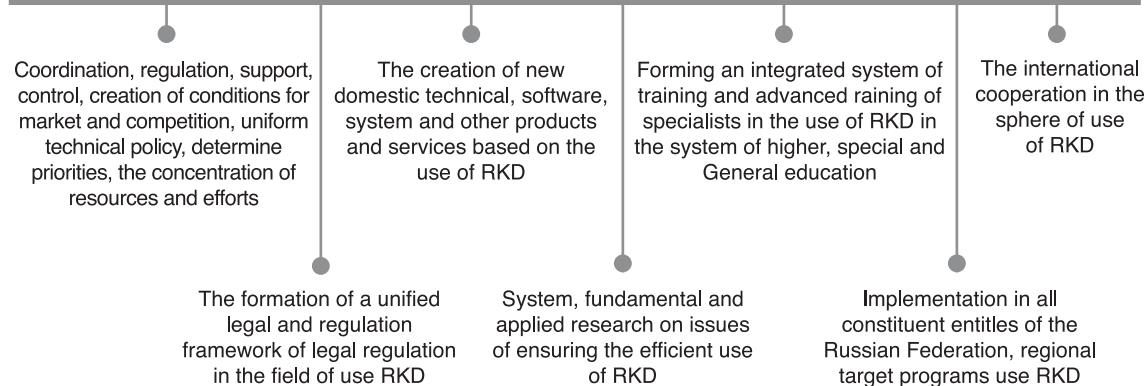 Coordination, regulation, support,
control, creation of conditions for
market and competition, uniform
technical policy, determine
priorities, the concentration of
resources and efforts
The formation of a unified
legal and regulation
framework of legal regulation
in the field of use RKD
The creation of new
domestic technical, software,
system and other products
and services based on the
use of RKD
System, fundamental and
applied research on issues
of ensuring the efficient use
of RKD
Forming an integrated system of
training and advanced raining of
specialists in the use of RKD in
the system of higher, special and
General education
Implementation in all
constituent entities of the
Russian Federation, regional
target programs use RKD
The international
cooperation in the
sphere of use
of RKD